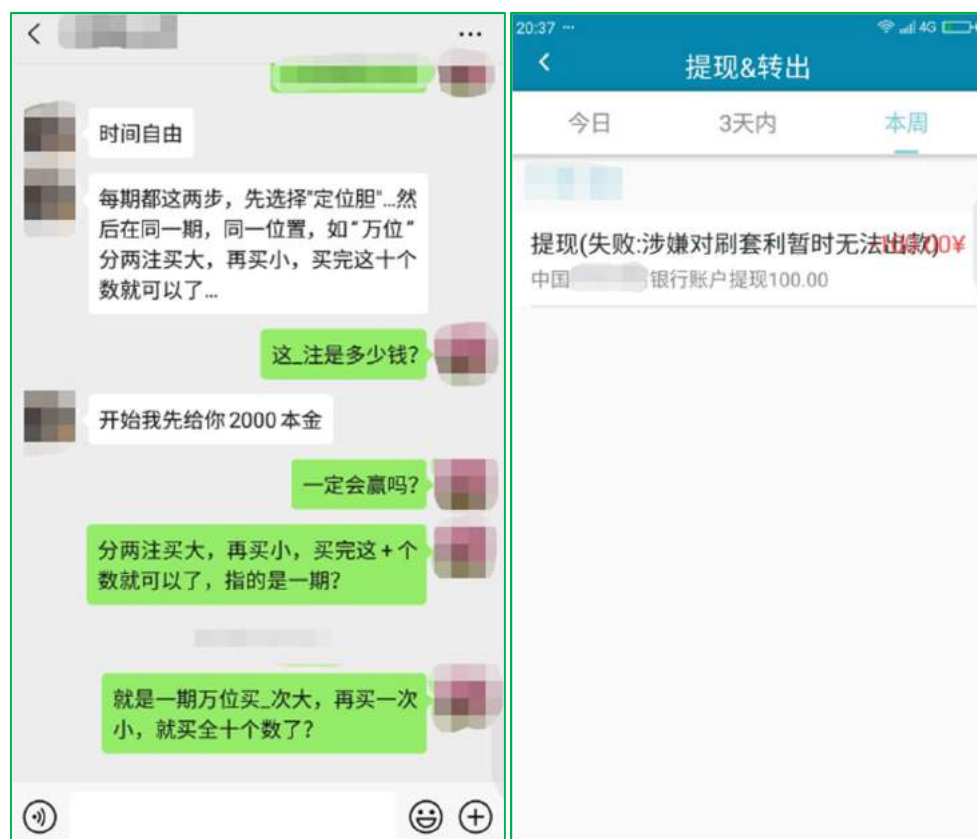 时间自由
每期都这两步，先选择"定位胆"...然
后在同一期，同一位置，如"万位"
分两注买大，再买小，买完这十个
数就可以了...
这_注是多少钱？
开始我先给你2000本金
一定会赢吗？
分两注买大，再买小，买完这+个
数就可以了，指的是一期？
就是一期万位买_次大，再买一次
小，就买全十个数了？
20:37 ...
4G
提现&转出
今日
3天内
本周
提现(失败:涉嫌对刷套利暂时无法出款)
中国
银行账户提现100.00